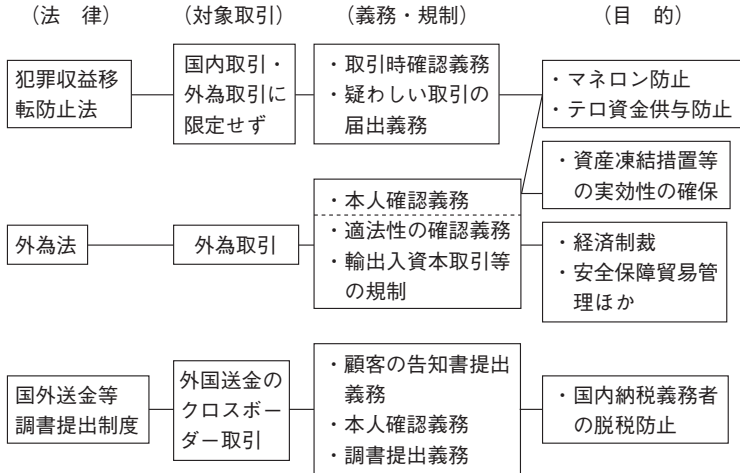 （法　律）
（対象取引）
（義務・規制）
（目　的）
犯罪収益移
転防止法
国内取引・
外為取引に
限定せず
・取引時確認義務
・疑わしい取引の
届出義務
・マネロン防止
・テロ資金供与防止
・資産凍結措置等
の実効性の確保
外為法
外為取引
・本人確認義務
・適法性の確認義務
・輸出入資本取引等
の規制
・経済制裁
・安全保障貿易管
理ほか
国外送金等
調書提出制度
外国送金の
クロスボー
ダー取引
・顧客の告知書提出
義務
・本人確認義務
・調書提出義務
・国内納税義務者
の脱税防止